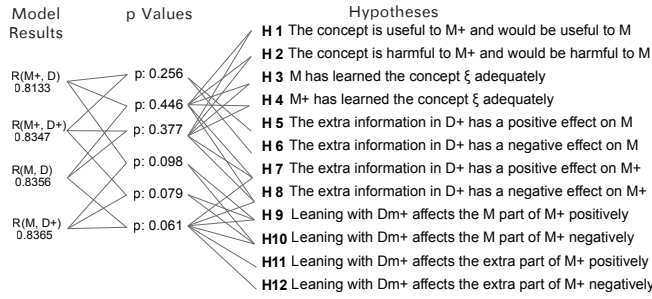 Model
Results
p Values
Hypotheses
R(M+, D)
0.8133
R(M+, D+)
0.8347
R(M, D)
0.8356
R(M, D+)
0.8365
p: 0.256
p: 0.446
p: 0.377
p: 0.098
p: 0.079
p: 0.061
H 1 The concept is useful to M+ and would be useful to M
H 2 The concept is harmful to M+ and would be harmful to M
H 3 M has learned the concept ξ adequately
H 4 M+ has learned the concept ξ adequately
H 5 The extra information in D+ has a positive effect on M
H 6 The extra information in D+ has a negative effect on M
H 7 The extra information in D+ has a positive effect on M+
H 8 The extra information in D+ has a negative effect on M+
H 9 Leaning with Dm+ affects the M part of M+ positively
H10 Leaning with Dm+ affects the M part of M+ negatively
H11 Leaning with Dm+ affects the extra part of M+ positively
H12 Leaning with Dm+ affects the extra part of M+ negatively